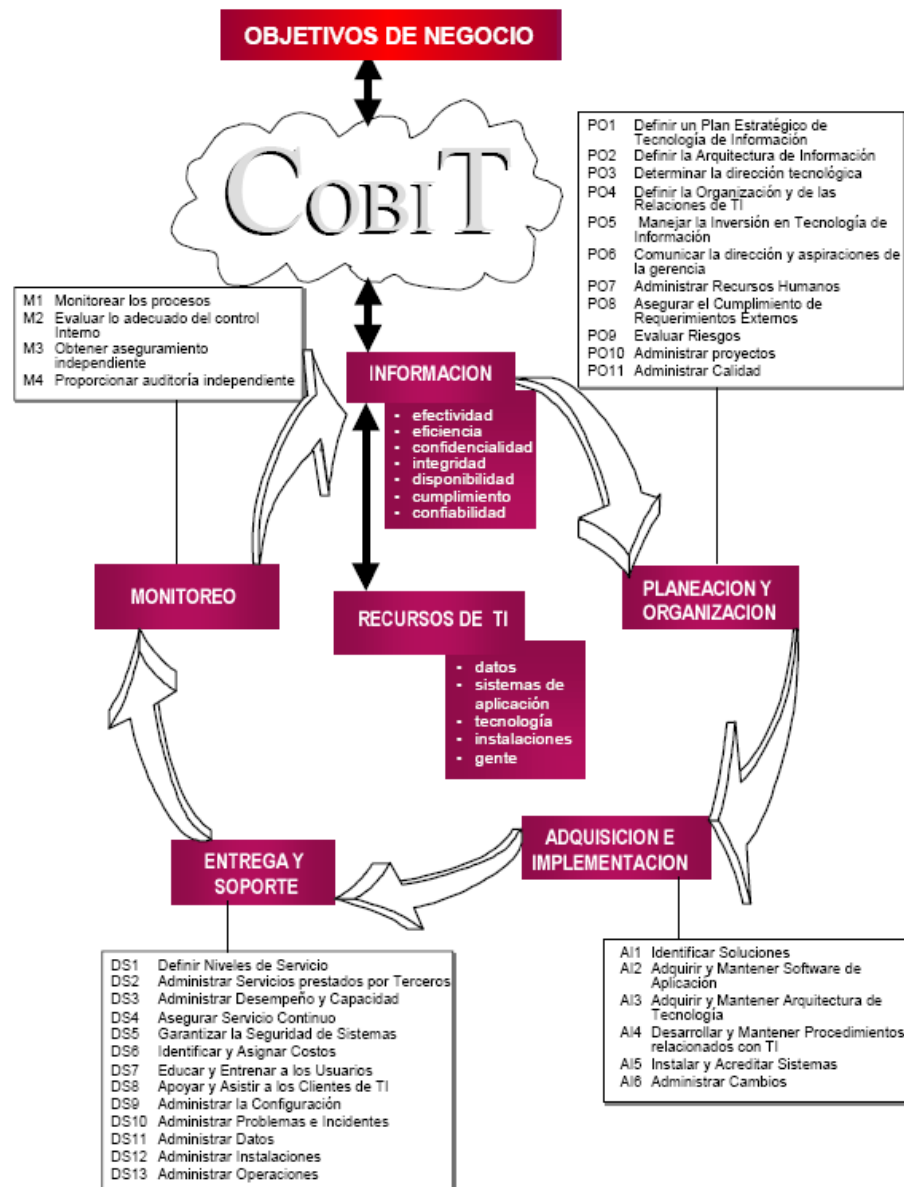 OBJETIVOS DE NEGOCIO
COBIT
PO1 Definir un Plan Estratégico de
Tecnología de Información
PO2 Definir la Arquitectura de Información
PO3 Determinar la dirección tecnológica
PO4 Definir la Organización y de las
Relaciones de TI
PO5 Manejar la Inversión en Tecnología de
Información
PO6 Comunicar la dirección y aspiraciones de
la gerencia
PO7 Administrar Recursos Humanos
PO8 Asegurar el Cumplimiento de
Requerimientos Externos
PO9 Evaluar Riesgos
PO10 Administrar proyectos
PO11 Administrar Calidad
M1 Monitorear los procesos
M2 Evaluar lo adecuado del control
Interno
M3 Obtener aseguramiento
independiente
M4 Proporcionar auditoría independiente
INFORMACION
- efectividad
- eficiencia
- confidencialidad
- integridad
- disponibilidad
- cumplimiento
- confiabilidad
MONITOREO
PLANEACION Y
ORGANIZACION
RECURSOS DE TI
- datos
- sistemas de
aplicación
- tecnología
- instalaciones
- gente
ADQUISICION E
IMPLEMENTACION
ENTREGA Y
SOPORTE
AI1 Identificar Soluciones
AI2 Adquirir y Mantener Software de
Aplicación
AI3 Adquirir y Mantener Arquitectura de
Tecnología
AI4 Desarrollar y Mantener Procedimientos
relacionados con TI
AI5 Instalar y Acreditar Sistemas
AI6 Administrar Cambios
DS1 Definir Niveles de Servicio
DS2 Administrar Servicios prestados por Terceros
DS3 Administrar Desempeño y Capacidad
DS4 Asegurar Servicio Continuo
DS5 Garantizar la Seguridad de Sistemas
DS6 Identificar y Asignar Costos
DS7 Educar y Entrenar a los Usuarios
DS8 Apoyar y Asistir a los Clientes de TI
DS9 Administrar la Configuración
DS10 Administrar Problemas e Incidentes
DS11 Administrar Datos
DS12 Administrar Instalaciones
DS13 Administrar Operaciones